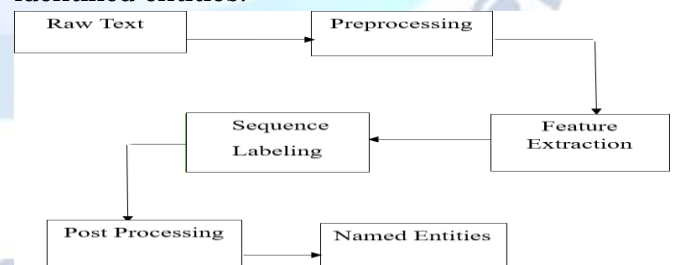 Raw Text
Preprocessing
Feature
Extraction
Sequence
Labeling
Post Processing
Named Entities